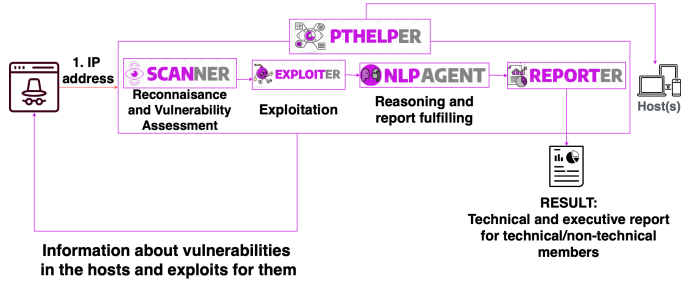 PTHELPER
1. IP
address
SCANNER
EXPLOITER
NLPAGENT
REPORTER
Reconnaisance
and Vulnerability
Assessment
Exploitation
Reasoning and
report fulfilling
Host(s)
RESULT:
Technical and executive report
for technical/non-technical
members
Information about vulnerabilities
in the hosts and exploits for them